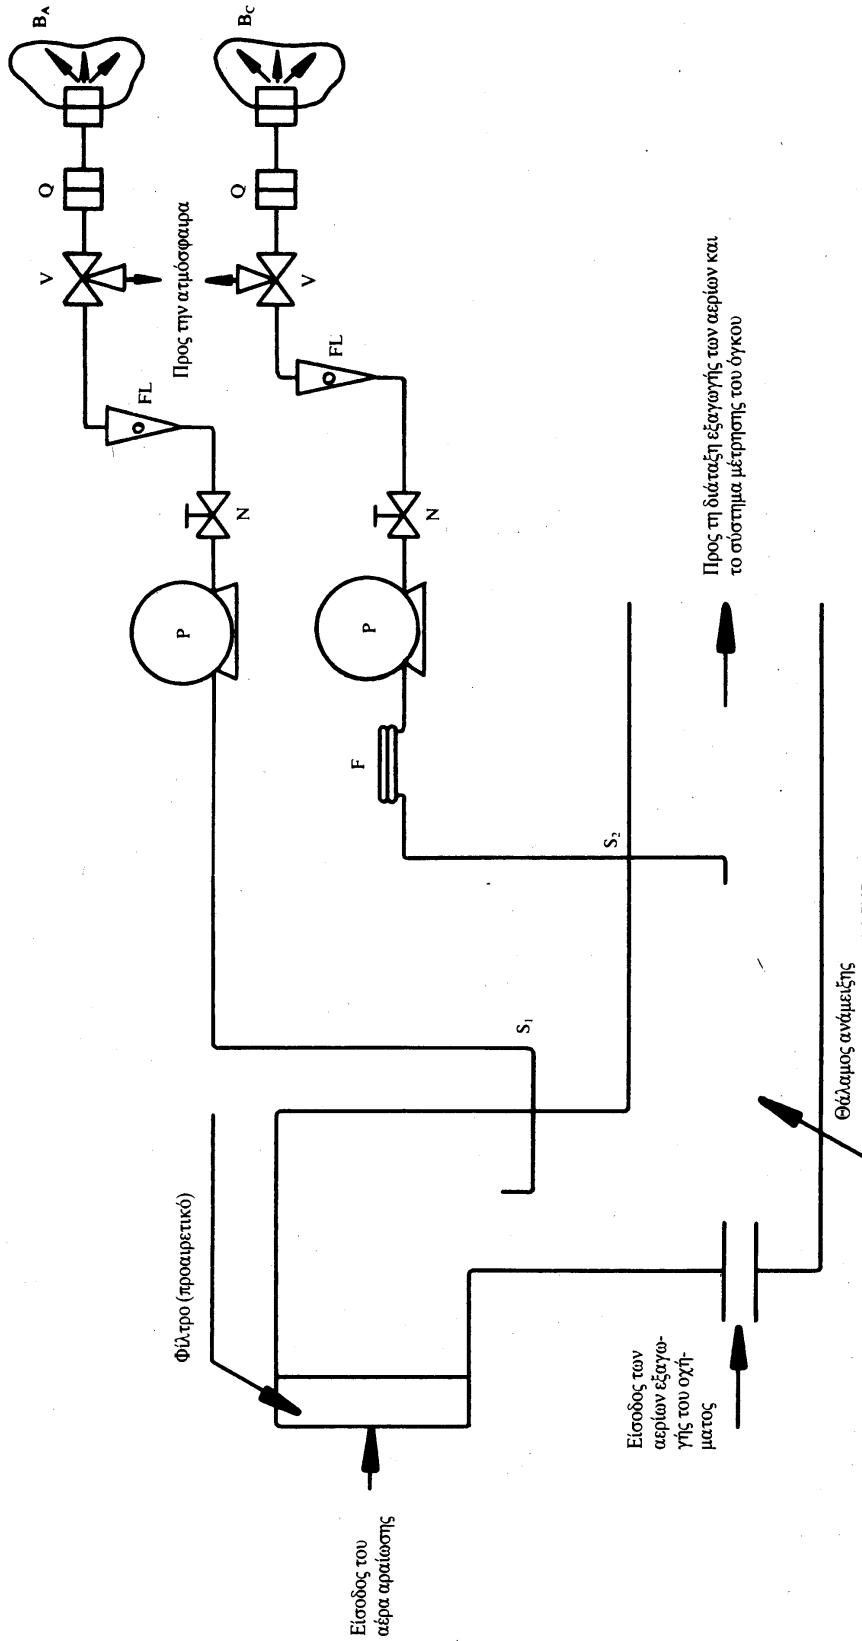 Είσοδος του
αέρα αραίωσης
Φίλτρο (προαιρετικό)
Είσοδος των
αερίων εξαγω-
γής του οχή-
ματος
Θάλαμος ανάμειξης
S1
S2
F
P
P
N
N
FL
FL
Προς την ατμόσφαιρα
V
V
Q
Q
BA
BC
Προς τη διάταξη εξαγωγής των αερίων και
το σύστημα μέτρησης του όγκου